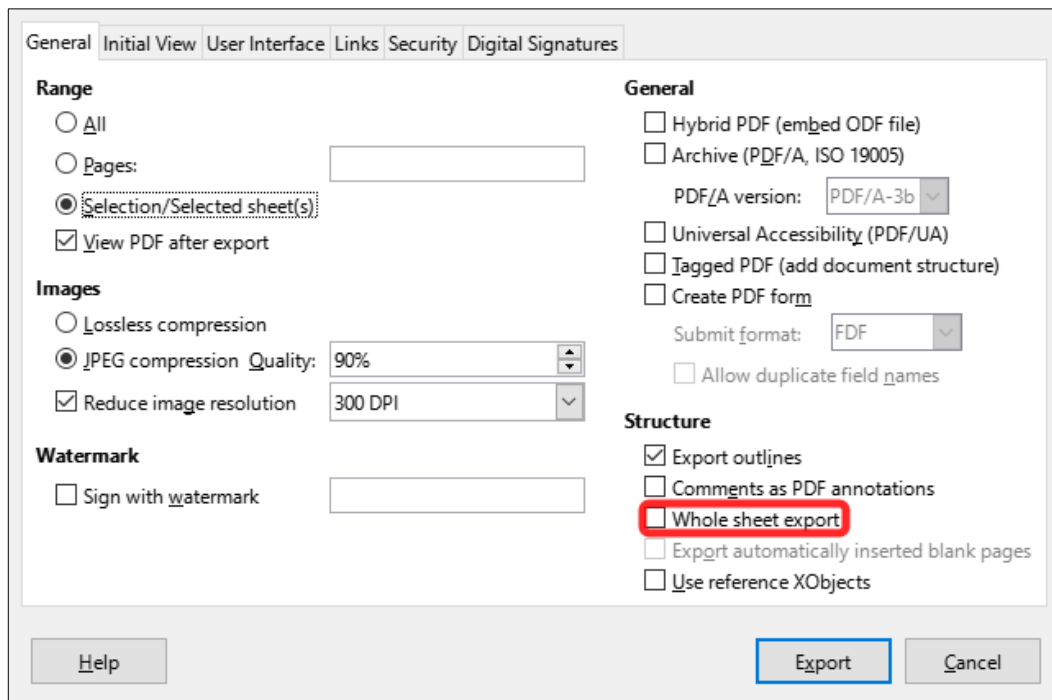 General Initial View User Interface Links Security Digital Signatures
Range
All
Pages:
Selection/Selected sheet(s)
View PDF after export
Images
Lossless compression
JPEG compression Quality: 90%
Reduce image resolution 300 DPI
Watermark
Sign with watermark
General
Hybrid PDF (embed ODF file)
Archive (PDF/A, ISO 19005)
PDF/A version: PDF/A-3b
Universal Accessibility (PDF/UA)
Tagged PDF (add document structure)
Create PDF form
Submit format: FDF
Allow duplicate field names
Structure
Export outlines
Comments as PDF annotations
Whole sheet export
Export automatically inserted blank pages
Use reference XObjects
Help Export Cancel